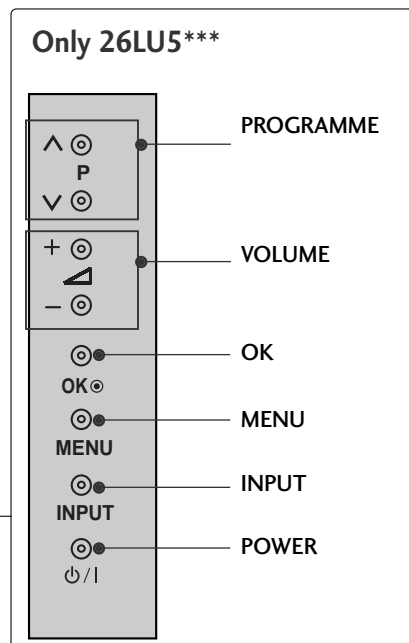 Only 26LU5***
PROGRAMME
P
+
VOLUME
−
OK
OK
MENU
MENU
INPUT
INPUT
POWER
/ I